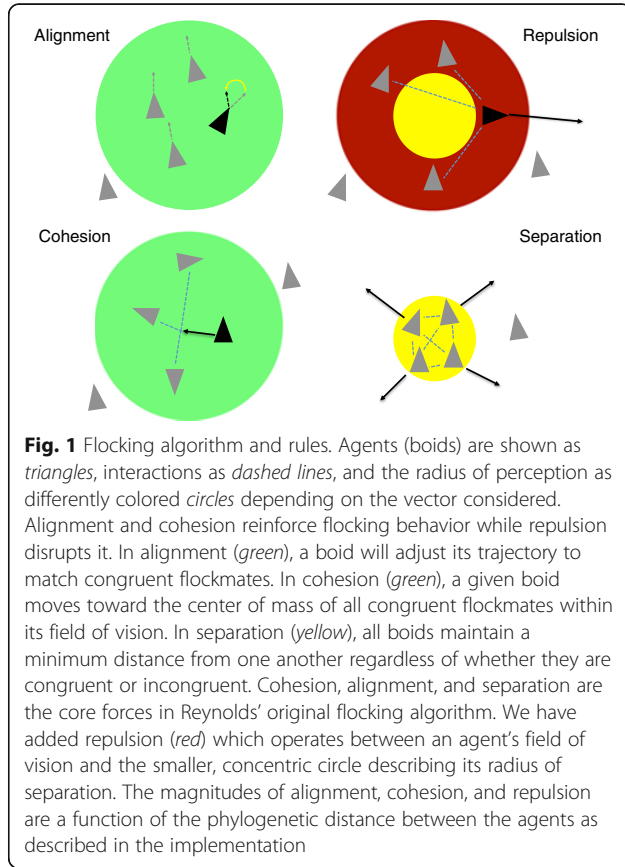 Alignment
Repulsion
Cohesion
Separation
Fig. 1 Flocking algorithm and rules. Agents (boids) are shown as
triangles, interactions as dashed lines, and the radius of perception as
differently colored circles depending on the vector considered.
Alignment and cohesion reinforce flocking behavior while repulsion
disrupts it. In alignment (green), a boid will adjust its trajectory to
match congruent flockmates. In cohesion (green), a given boid
moves toward the center of mass of all congruent flockmates within
its field of vision. In separation (yellow), all boids maintain a
minimum distance from one another regardless of whether they are
congruent or incongruent. Cohesion, alignment, and separation are
the core forces in Reynolds’ original flocking algorithm. We have
added repulsion (red) which operates between an agent’s field of
vision and the smaller, concentric circle describing its radius of
separation. The magnitudes of alignment, cohesion, and repulsion
are a function of the phylogenetic distance between the agents as
described in the implementation